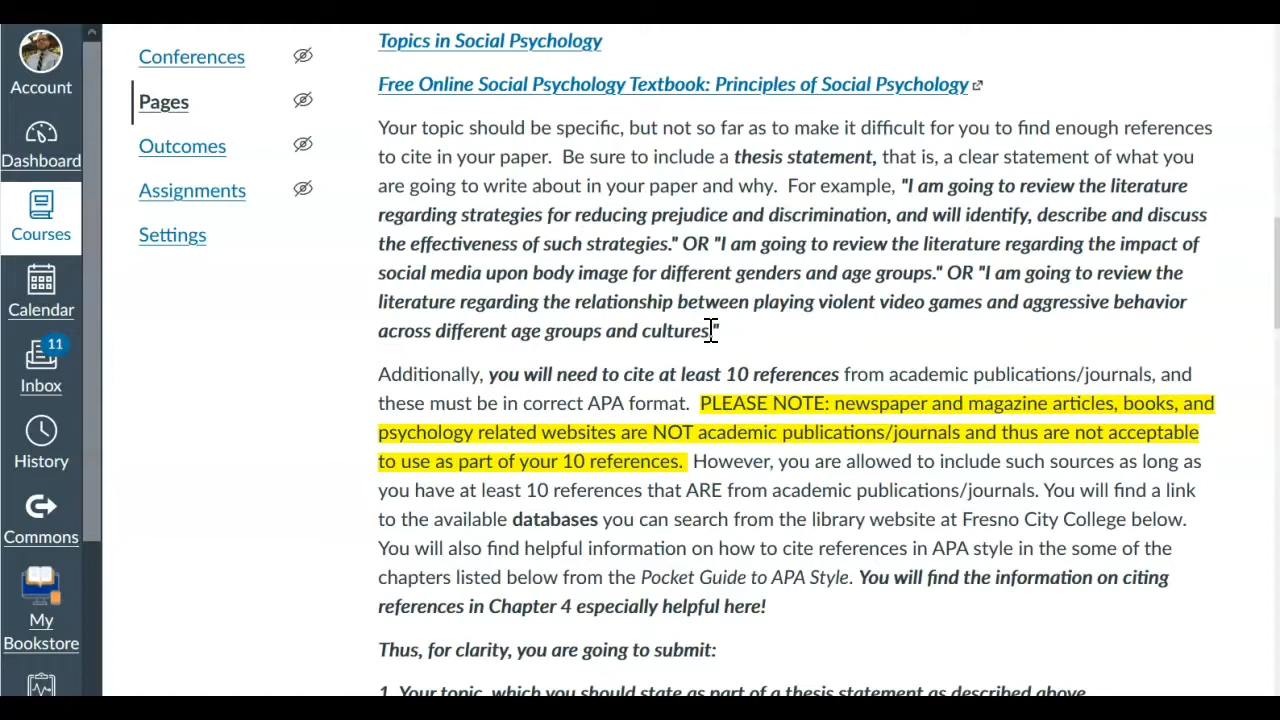 Account
Dashboard
Courses
Calendar
11
Inbox
History
Commons
My
Bookstore
Conferences
Pages
Outcomes
Assignments
Settings
Topics in Social Psychology
Free Online Social Psychology Textbook: Principles of Social Psychology
Your topic should be specific, but not so far as to make it difficult for you to find enough references
to cite in your paper. Be sure to include a thesis statement, that is, a clear statement of what you
are going to write about in your paper and why. For example, "I am going to review the literature
regarding strategies for reducing prejudice and discrimination, and will identify, describe and discuss
the effectiveness of such strategies." OR "I am going to review the literature regarding the impact of
social media upon body image for different genders and age groups." OR "I am going to review the
literature regarding the relationship between playing violent video games and aggressive behavior
across different age groups and cultures."
Additionally, you will need to cite at least 10 references from academic publications/journals, and
these must be in correct APA format. PLEASE NOTE: newspaper and magazine articles, books, and
psychology related websites are NOT academic publications/journals and thus are not acceptable
to use as part of your 10 references. However, you are allowed to include such sources as long as
you have at least 10 references that ARE from academic publications/journals. You will find a link
to the available databases you can search from the library website at Fresno City College below.
You will also find helpful information on how to cite references in APA style in the some of the
chapters listed below from the Pocket Guide to APA Style. You will find the information on citing
references in Chapter 4 especially helpful here!
Thus, for clarity, you are going to submit:
1. Your topic, which you should state as part of a thesis statement as described above